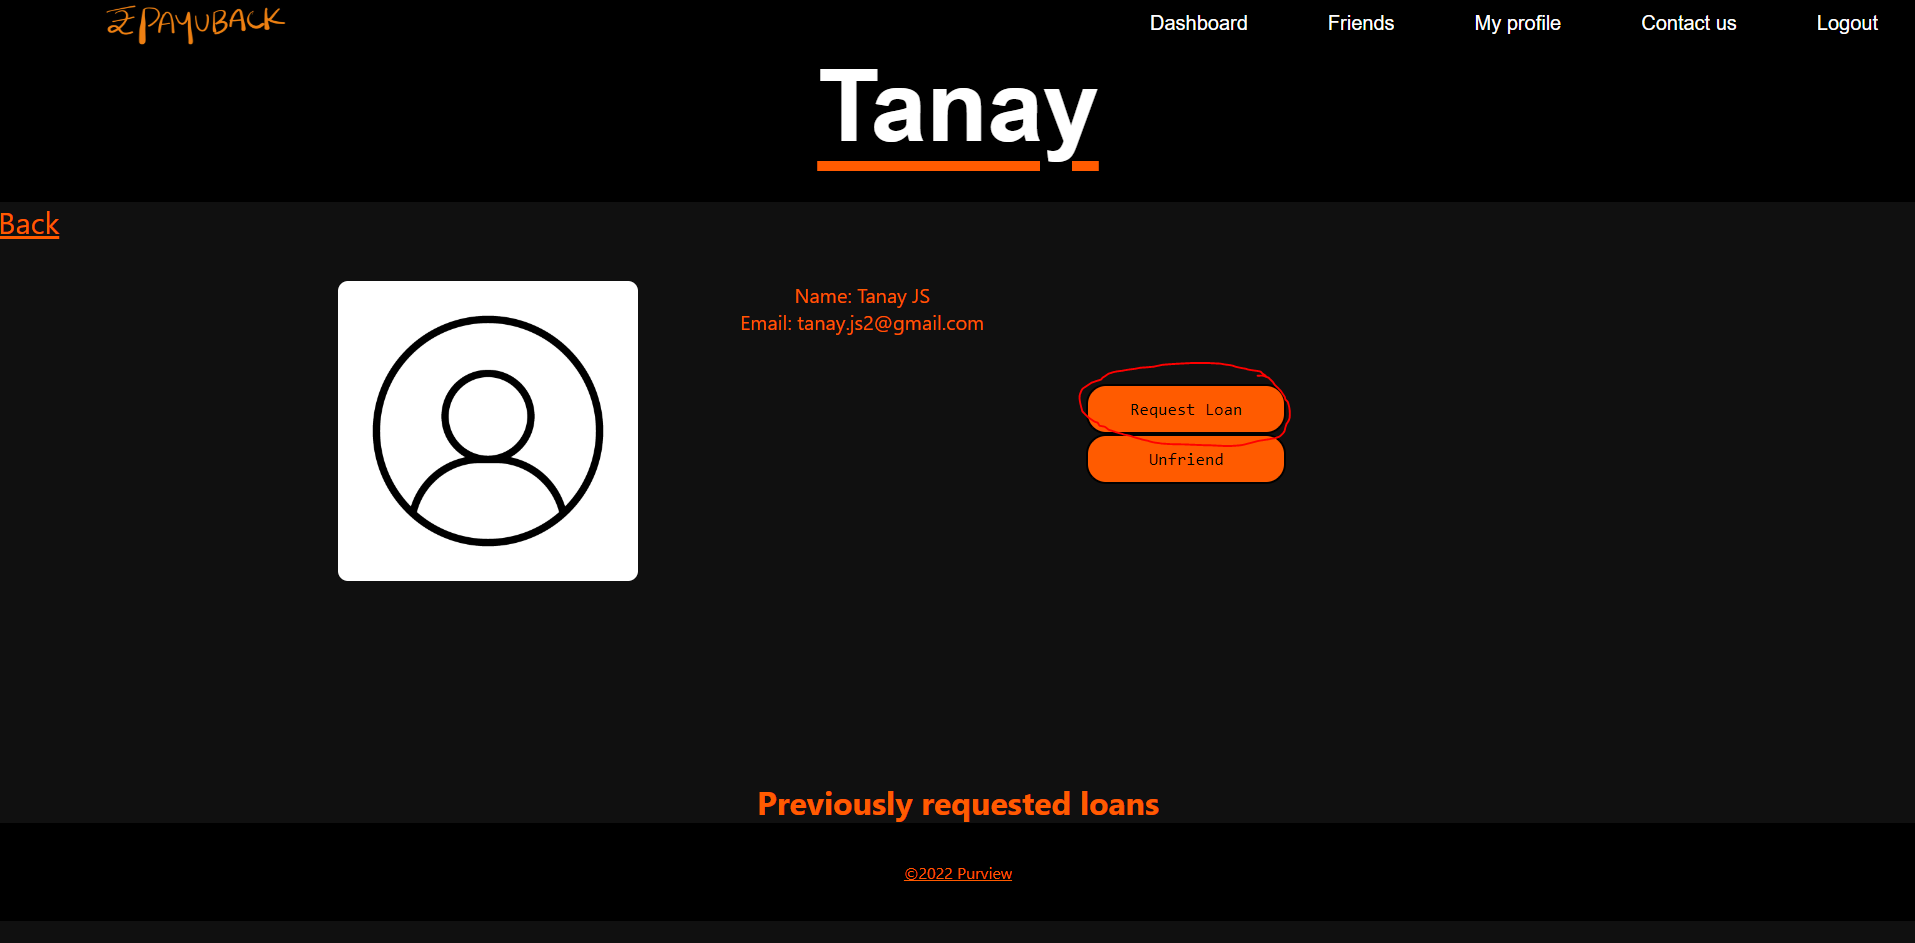 PAYUBACK
Dashboard Friends My profile Contact us Logout
Tanay
Back
Name: Tanay JS
Email: tanay.js2@gmail.com
Request Loan
Unfriend
Previously requested loans
©2022 Purview